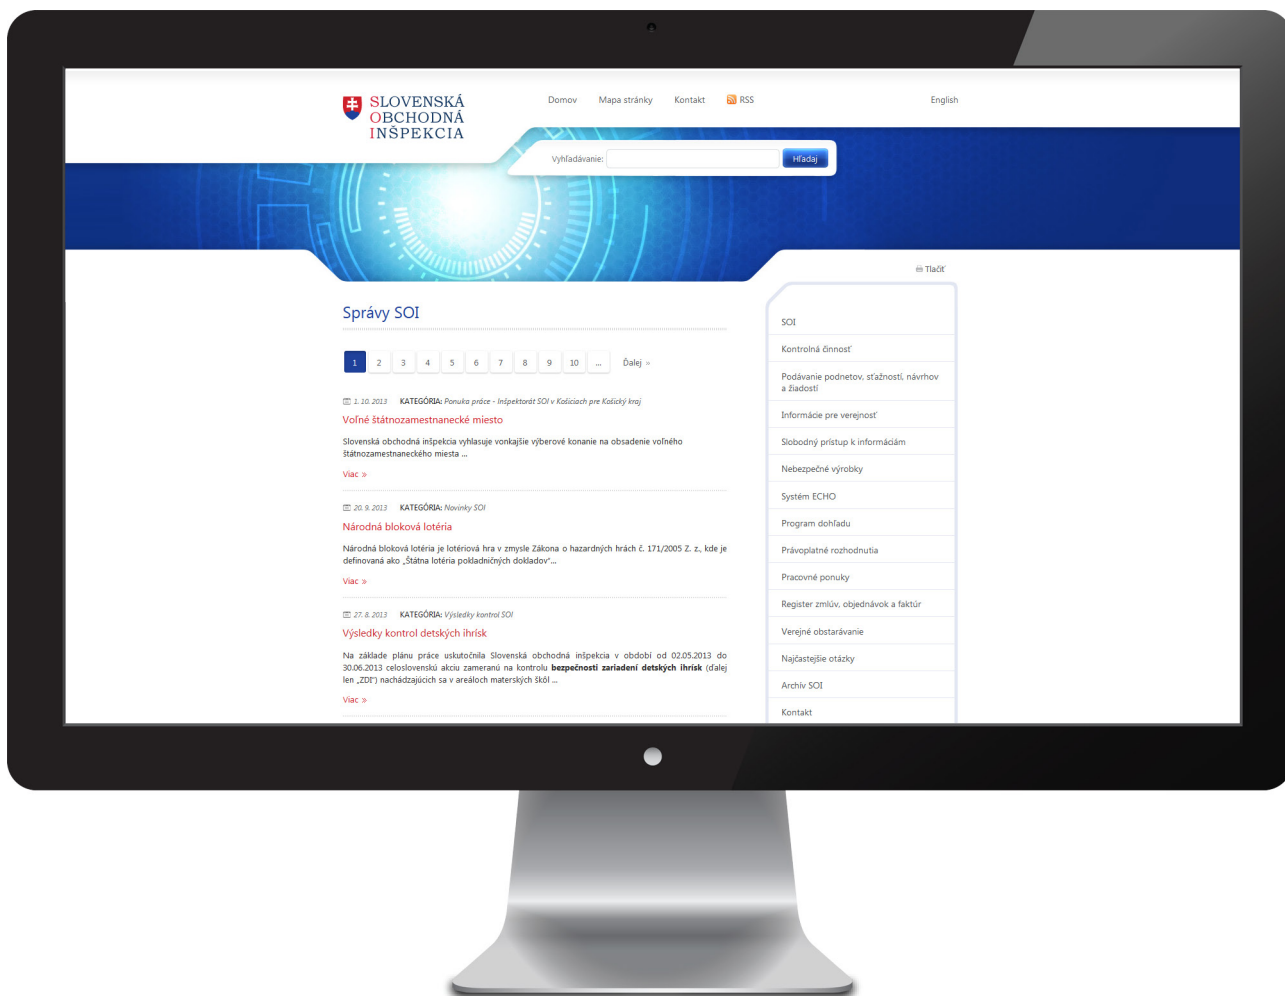 SLOVENSKÁ
OBCHODNÁ
INŠPEKCIA
Domov Mapa stránky Kontakt RSS
English
Vyhľadávanie: Hľadaj
Tlačiť
Správy SOI
1 2 3 4 5 6 7 8 9 10 ... Ďalej »
1. 10. 2013 KATEGÓRIA: Ponuka práce - Inšpektorát SOI v Košiciach pre Košický kraj
Voľné štátnozamestnanecké miesto
Slovenská obchodná inšpekcia vyhlasuje vonkajšie výberové konanie na obsadenie voľného
štátnozamestnaneckého miesta ...
Viac »
20. 9. 2013 KATEGÓRIA: Novinky SOI
Národná bloková lotéria
Národná bloková lotéria je lotériová hra v zmysle Zákona o hazardných hrách č. 171/2005 Z. z., kde je
definovaná ako „Štátna lotéria pokladničných dokladov“...
Viac »
27. 8. 2013 KATEGÓRIA: Výsledky kontrol SOI
Výsledky kontrol detských ihrísk
Na základe plánu práce uskutočnila Slovenská obchodná inšpekcia v období od 02.05.2013 do
30.06.2013 celoslovenskú akciu zameranú na kontrolu bezpečnosti zariadení detských ihrísk (ďalej
len „ZDI“) nachádzajúcich sa v areáloch materských škôl ...
Viac »
SOI
Kontrolná činnosť
Podávanie podnetov, sťažností, návrhov
a žiadostí
Informácie pre verejnosť
Slobodný prístup k informáciám
Nebezpečné výrobky
Systém ECHO
Program dohľadu
Právoplatné rozhodnutia
Pracovné ponuky
Register zmlúv, objednávok a faktúr
Verejné obstarávanie
Najčastejšie otázky
Archív SOI
Kontakt